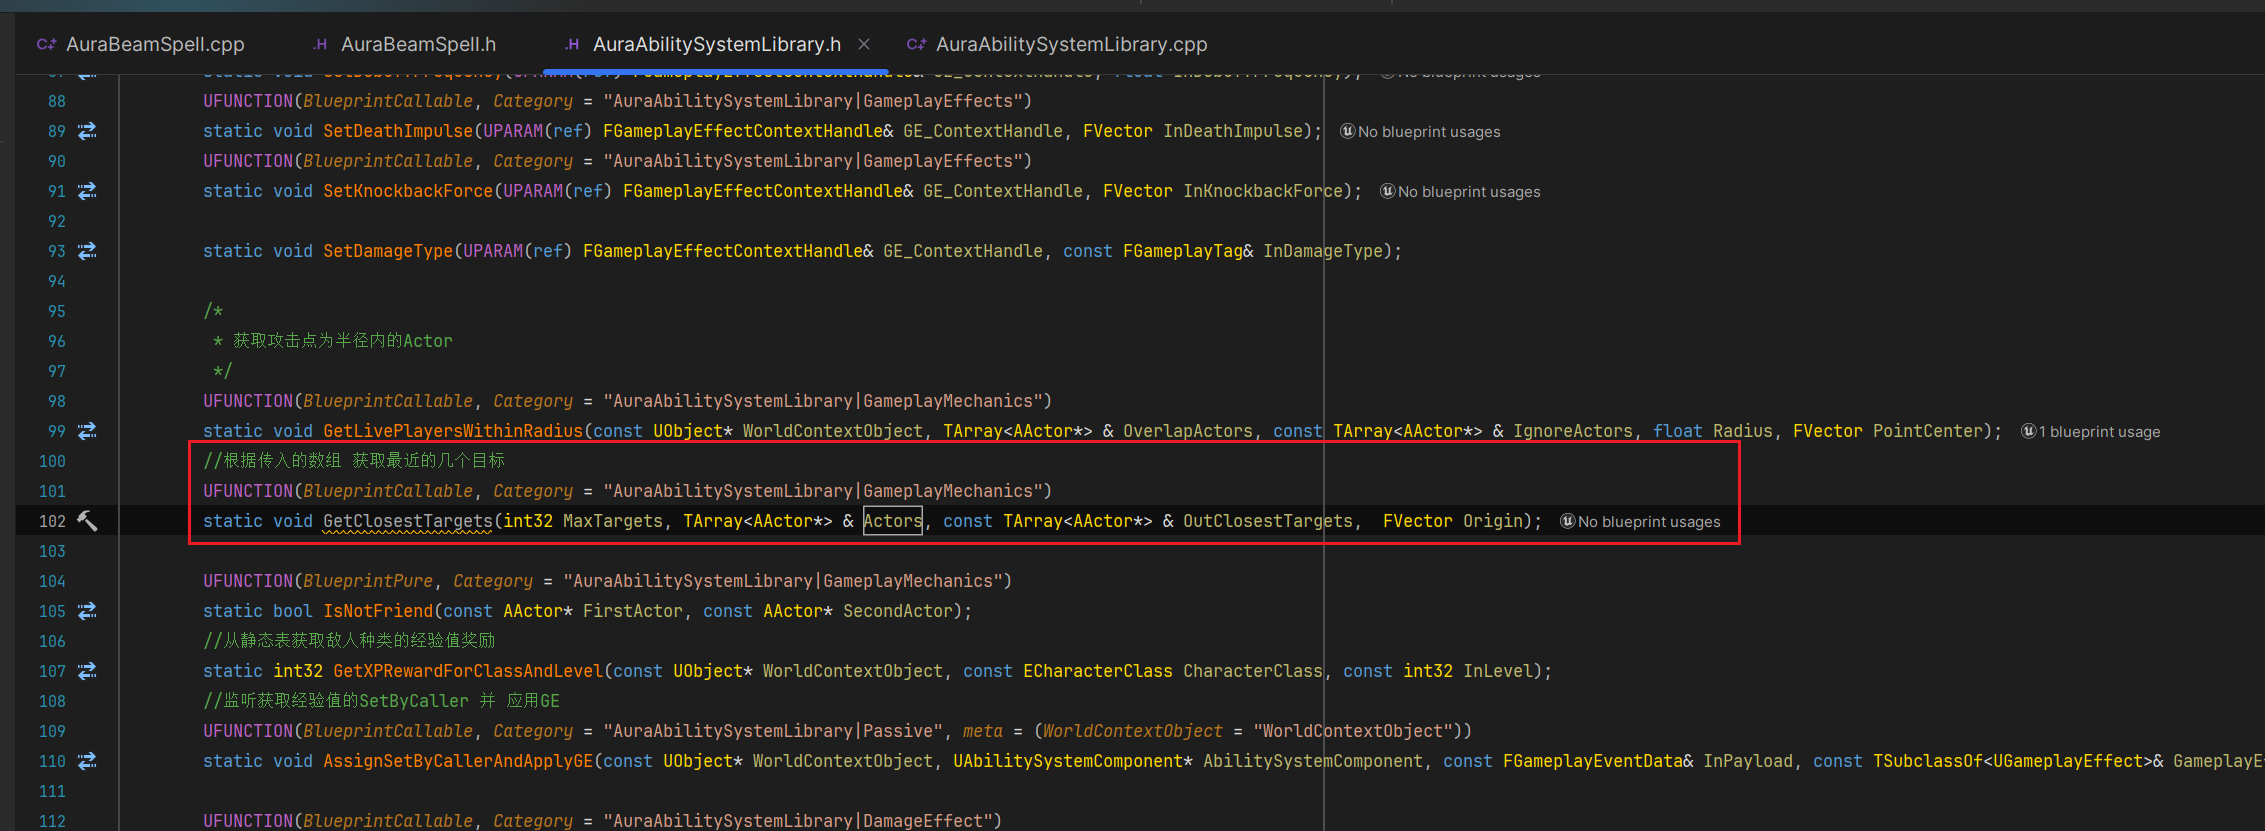 AuraBeamSpell.cpp
AuraBeamSpell.h
AuraAbilitySystemLibrary.h
AuraAbilitySystemLibrary.cpp
88 UFUNCTION(BlueprintCallable, Category = "AuraAbilitySystemLibrary|GameplayEffects")
89 static void SetDeathImpulse(UPARAM(ref) FGameplayEffectContextHandle& GE_ContextHandle, FVector InDeathImpulse); No blueprint usages
90 UFUNCTION(BlueprintCallable, Category = "AuraAbilitySystemLibrary|GameplayEffects")
91 static void SetKnockbackForce(UPARAM(ref) FGameplayEffectContextHandle& GE_ContextHandle, FVector InKnockbackForce); No blueprint usages
92
93 static void SetDamageType(UPARAM(ref) FGameplayEffectContextHandle& GE_ContextHandle, const FGameplayTag& InDamageType);
94
95 /*
96 * 获取攻击点为半径内的Actor
97 */
98 UFUNCTION(BlueprintCallable, Category = "AuraAbilitySystemLibrary|GameplayMechanics")
99 static void GetLivePlayersWithinRadius(const UObject* WorldContextObject, TArray<AActor*> & OverlapActors, const TArray<AActor*> & IgnoreActors, float Radius, FVector PointCenter); 1 blueprint usage
100 //根据传入的数组 获取最近的几个目标
101 UFUNCTION(BlueprintCallable, Category = "AuraAbilitySystemLibrary|GameplayMechanics")
102 static void GetClosestTargets(int32 MaxTargets, TArray<AActor*> & Actors, const TArray<AActor*> & OutClosestTargets, FVector Origin); No blueprint usages
103
104 UFUNCTION(BlueprintPure, Category = "AuraAbilitySystemLibrary|GameplayMechanics")
105 static bool IsNotFriend(const AActor* FirstActor, const AActor* SecondActor);
106 //从静态表获取敌人种类的经验值奖励
107 static int32 GetXPRewardForClassAndLevel(const UObject* WorldContextObject, const ECharacterClass CharacterClass, const int32 InLevel);
108 //监听获取经验值的SetByCaller 并 应用GE
109 UFUNCTION(BlueprintCallable, Category = "AuraAbilitySystemLibrary|Passive", meta = (WorldContextObject = "WorldContextObject"))
110 static void AssignSetByCallerAndApplyGE(const UObject* WorldContextObject, UAbilitySystemComponent* AbilitySystemComponent, const FGameplayEventData& InPayload, const TSubclassOf<UGameplayEffect>& GameplayE
111
112 UFUNCTION(BlueprintCallable, Category = "AuraAbilitySystemLibrary|DamageEffect")